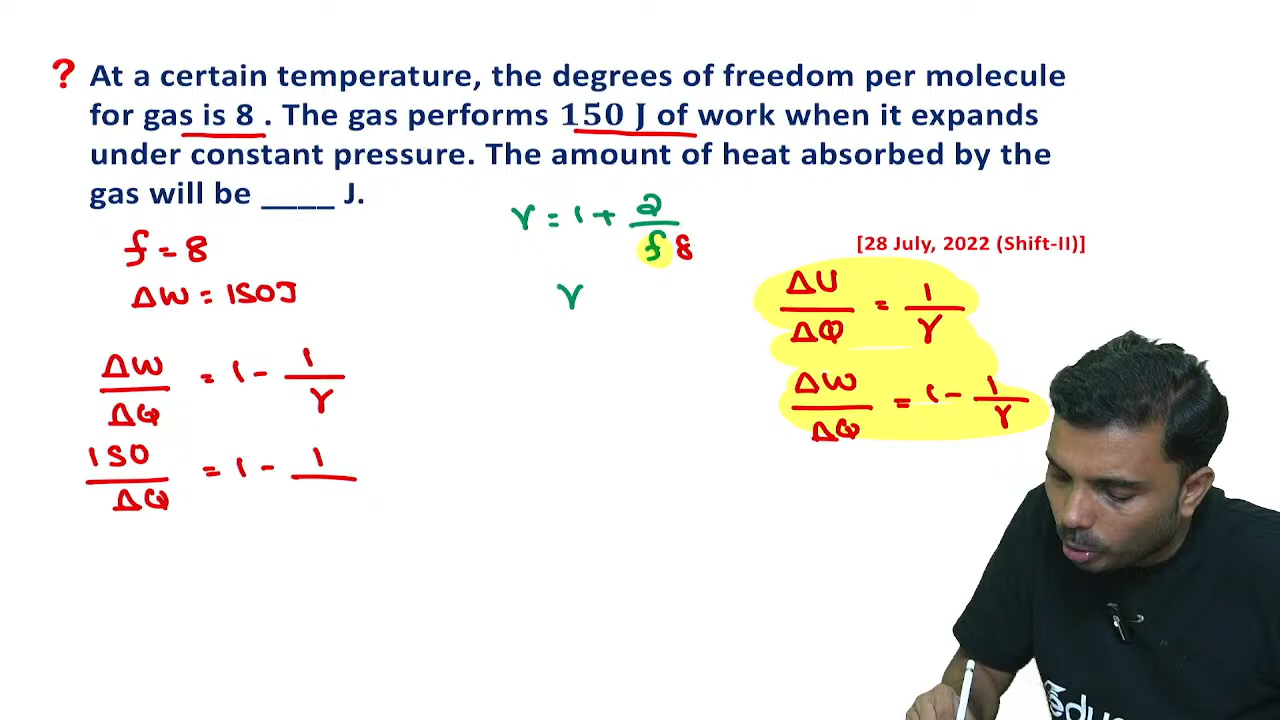 ? At a certain temperature, the degrees of freedom per molecule
for gas is 8 . The gas performs 150 J of work when it expands
under constant pressure. The amount of heat absorbed by the
gas will be ____ J.
γ = 1 + 2/f 8
[28 July, 2022 (Shift-II)]
f = 8
ΔW = 150J
γ
ΔU/ΔQ = 1/γ
ΔW/ΔQ = 1 - 1/γ
ΔW/ΔQ = 1 - 1/γ
150/ΔQ = 1 - 1/